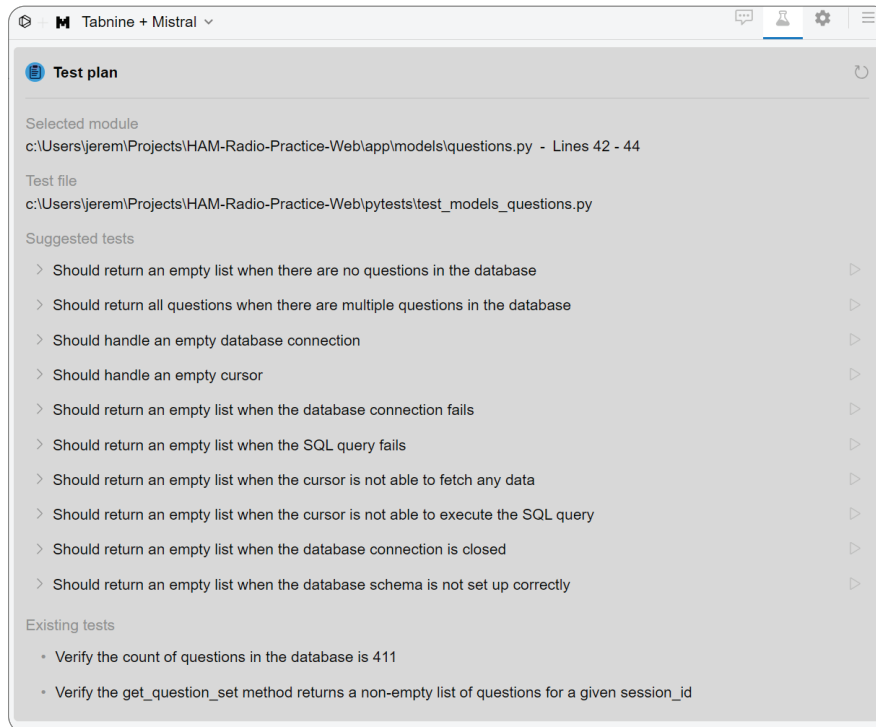 Tabnine + Mistral
Test plan
Selected module
c:\Users\jerem\Projects\HAM-Radio-Practice-Web\app\models\questions.py - Lines 42 - 44
Test file
c:\Users\jerem\Projects\HAM-Radio-Practice-Web\pytests\test_models_questions.py
Suggested tests
Should return an empty list when there are no questions in the database
Should return all questions when there are multiple questions in the database
Should handle an empty database connection
Should handle an empty cursor
Should return an empty list when the database connection fails
Should return an empty list when the SQL query fails
Should return an empty list when the cursor is not able to fetch any data
Should return an empty list when the cursor is not able to execute the SQL query
Should return an empty list when the database connection is closed
Should return an empty list when the database schema is not set up correctly
Existing tests
• Verify the count of questions in the database is 411
• Verify the get_question_set method returns a non-empty list of questions for a given session_id